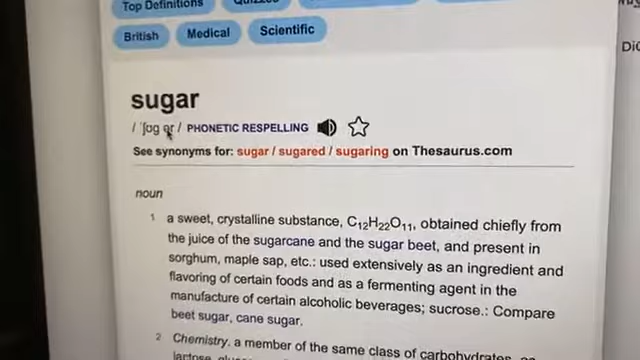 Top Definitions
British Medical Scientific
sugar
/ ˈʃʊg ər / PHONETIC RESPELLING
See synonyms for: sugar / sugared / sugaring on Thesaurus.com
noun
1 a sweet, crystalline substance, C12H22O11, obtained chiefly from
the juice of the sugarcane and the sugar beet, and present in
sorghum, maple sap, etc.: used extensively as an ingredient and
flavoring of certain foods and as a fermenting agent in the
manufacture of certain alcoholic beverages; sucrose.: Compare
beet sugar, cane sugar.
2 Chemistry. a member of the same class of carbohydrates, as